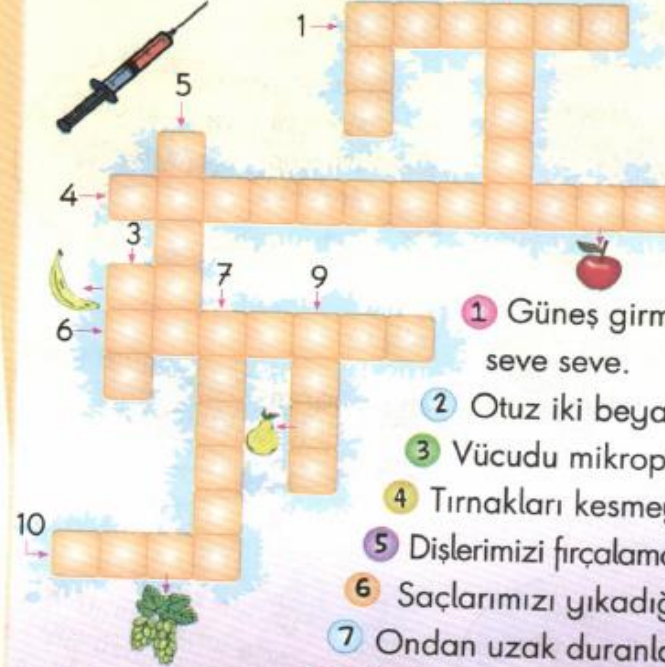 1
5
4
3
7
9
6
10
1 Güneş girm
seve seve.
2 Otuz iki beya
3 Vücudu mikrop
4 Tırnakları kesme
5 Dişlerimizi fırçalama
6 Saçlarımızı yıkadığ
7 Ondan uzak duranla